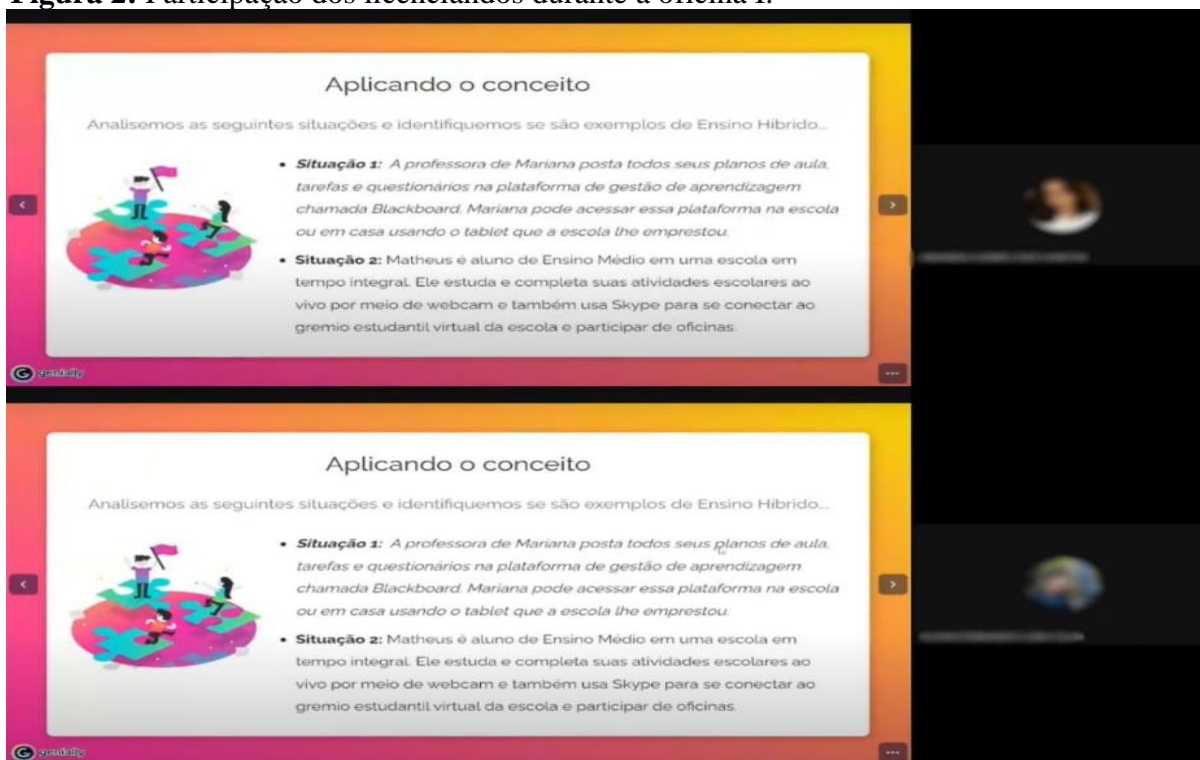 Figura 2: Participação dos licenciandos durante a oficina I.
Aplicando o conceito
Analisemos as seguintes situações e identifiquemos se são exemplos de Ensino Híbrido...
• Situação 1: A professora de Mariana posta todos seus planos de aula,
tarefas e questionários na plataforma de gestão de aprendizagem
chamada Blackboard. Mariana pode acessar essa plataforma na escola
ou em casa usando o tablet que a escola lhe emprestou.
• Situação 2: Matheus é aluno de Ensino Médio em uma escola em
tempo integral. Ele estuda e completa suas atividades escolares ao
vivo por meio de webcam e também usa Skype para se conectar ao
gremio estudantil virtual da escola e participar de oficinas.
genially
Aplicando o conceito
Analisemos as seguintes situações e identifiquemos se são exemplos de Ensino Híbrido...
• Situação 1: A professora de Mariana posta todos seus planos de aula,
tarefas e questionários na plataforma de gestão de aprendizagem
chamada Blackboard. Mariana pode acessar essa plataforma na escola
ou em casa usando o tablet que a escola lhe emprestou.
• Situação 2: Matheus é aluno de Ensino Médio em uma escola em
tempo integral. Ele estuda e completa suas atividades escolares ao
vivo por meio de webcam e também usa Skype para se conectar ao
gremio estudantil virtual da escola e participar de oficinas.
genially